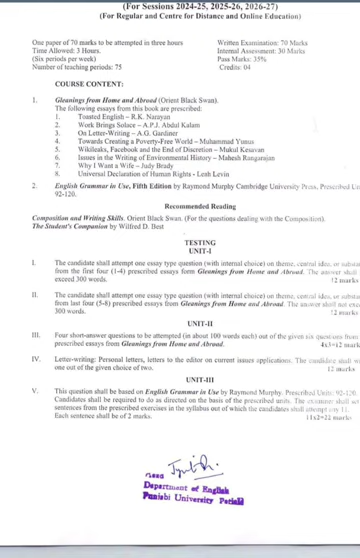 (For Sessions 2024-25, 2025-26, 2026-27)
(For Regular and Centre for Distance and Online Education)
One paper of 70 marks to be attempted in three hours
Time Allowed: 3 Hours.
(Six periods per week)
Number of teaching periods: 75
Written Examination: 70 Marks
Internal Assessment: 30 Marks
Pass Marks: 35%
Credits: 04
COURSE CONTENT:
1. Gleanings from Home and Abroad (Orient Black Swan).
The following essays from this book are prescribed:
1. Toasted English – R.K. Narayan
2. Work Brings Solace – A.P.J. Abdul Kalam
3. On Letter-Writing – A.G. Gardiner
4. Towards Creating a Poverty-Free World – Muhammad Yunus
5. Wikileaks, Facebook and the End of Discretion – Mukul Kesavan
6. Issues in the Writing of Environmental History – Mahesh Rangarajan
7. Why I Want a Wife – Judy Brady
8. Universal Declaration of Human Rights - Leah Levin
2. English Grammar in Use, Fifth Edition by Raymond Murphy Cambridge University Press. Prescribed Un
92-120.
Recommended Reading
Composition and Writing Skills. Orient Black Swan. (For the questions dealing with the Composition).
The Student's Companion by Wilfred D. Best
TESTING
UNIT-I
I. The candidate shall attempt one essay type question (with internal choice) on theme, central idea, or substa
from the first four (1-4) prescribed essays form Gleanings from Home and Abroad. The answer shall
exceed 300 words. 12 marks
II. The candidate shall attempt one essay type question (with internal choice) on theme, central idea, or substa
from last four (5-8) prescribed essays form Gleanings from Home and Abroad. The answer shall not exce
300 words. 12 marks
UNIT-II
III. Four short-answer questions to be attempted (in about 100 words each) out of the given six questions from
prescribed essays from Gleanings from Home and Abroad. 4x3=12 mark
IV. Letter-writing: Personal letters, letters to the editor on current issues applications. The candidate shall w
one out of the given choice of two. 12 marks
UNIT-III
V. This question shall be based on English Grammar in Use by Raymond Murphy. Prescribed Units: 92-120
Candidates shall be required to do as directed on the basis of the prescribed units. The examiner shall set
sentences from the prescribed exercises in the syllabus out of which the candidates shall attempt any 11.
Each sentence shall be of 2 marks. 11x2=22 marks
Head
Department of English
Punjabi University Patiala